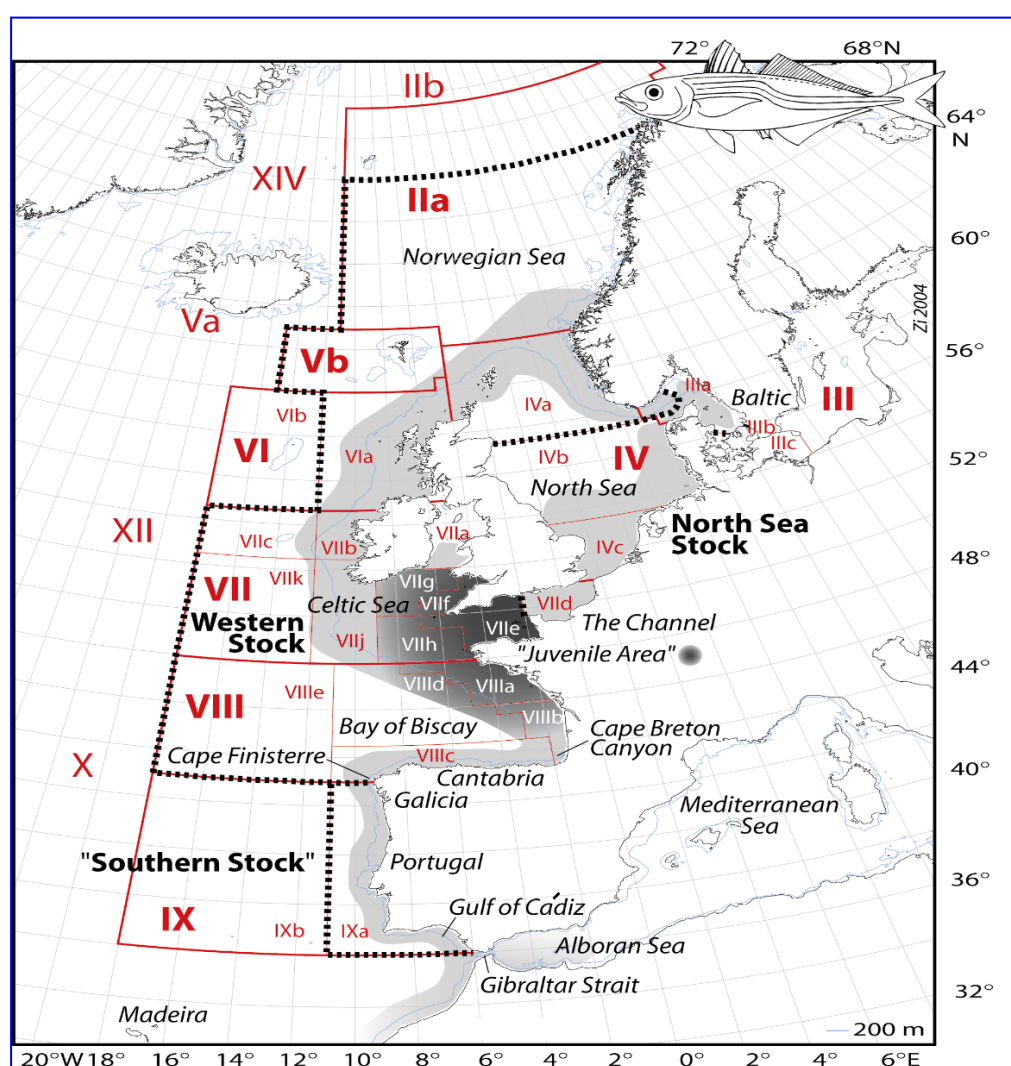 72° 68°N
IIb
64°
N
XIV
IIa
Norwegian Sea
60°
ZI 2004
Va
Vb
56°
IIIa
Baltic
III
IVa
VIb
IIIb
IIIc
VI
VIa
IVb
IV
52°
North Sea
XII
VIIc
VIIb
VIIa
IVc
North Sea
Stock
48°
VII
VIIk
VIIg
Celtic Sea
VIIf
VIId
Western
Stock
VIIj
VIIh
VIIe
The Channel
"Juvenile Area"
44°
VIIIe
VIIId
VIIIa
VIII
VIIIb
Bay of Biscay
Cape Breton
Canyon
X
Cape Finisterre
VIIIc
Cantabria
40°
Galicia
Mediterranean
Sea
"Southern Stock"
Portugal
36°
IX
IXb
IXa
Gulf of Cadiz
Alboran Sea
Gibraltar Strait
32°
Madeira
200 m
20°W 18° 16° 14° 12° 10° 8° 6° 4° 2° 0° 2° 4° 6°E